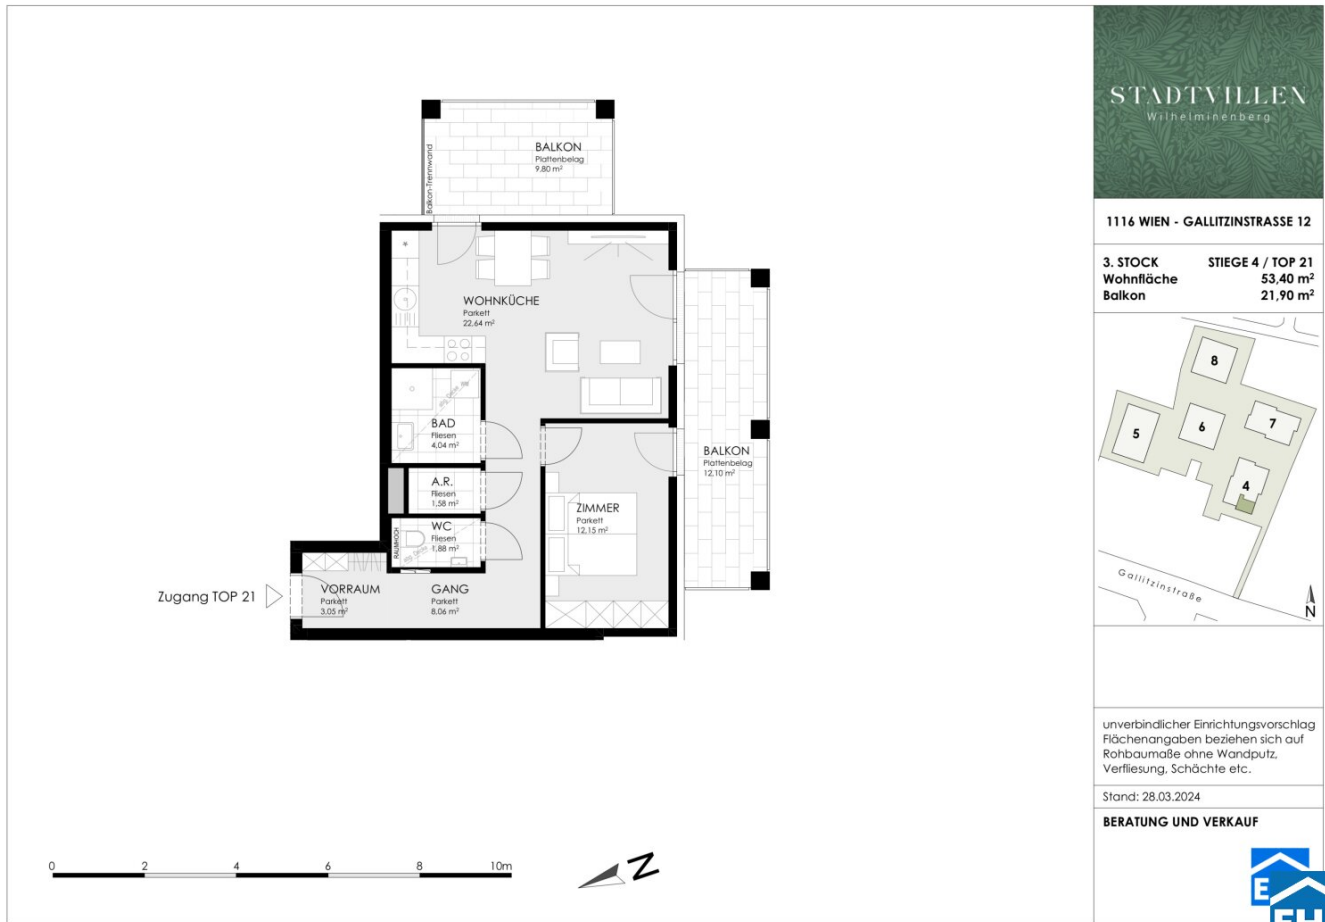 BALKON
Plattenbelag
9,80 m²
Balkon-Trennwand
WOHNKÜCHE
Parkett
22,64 m²
BAD
Fliesen
4,04 m²
A.R.
Fliesen
1,58 m²
WC
Fliesen
1,88 m²
RAUMHOCH
ZIMMER
Parkett
12,15 m²
BALKON
Plattenbelag
12,10 m²
Zugang TOP 21
VORRAUM
Parkett
3,05 m²
GANG
Parkett
8,06 m²
0 2 4 6 8 10m
N
STADTVILLEN
Wilhelminenberg
1116 WIEN - GALLITZINSTRASSE 12
3. STOCK STIEGE 4 / TOP 21
Wohnfläche 53,40 m²
Balkon 21,90 m²
8
7
6
5
4
Gallitzinstraße
N
unverbindlicher Einrichtungsvorschlag
Flächenangaben beziehen sich auf
Rohbaumaße ohne Wandputz,
Verfliesung, Schächte etc.
Stand: 28.03.2024
BERATUNG UND VERKAUF
E
EH